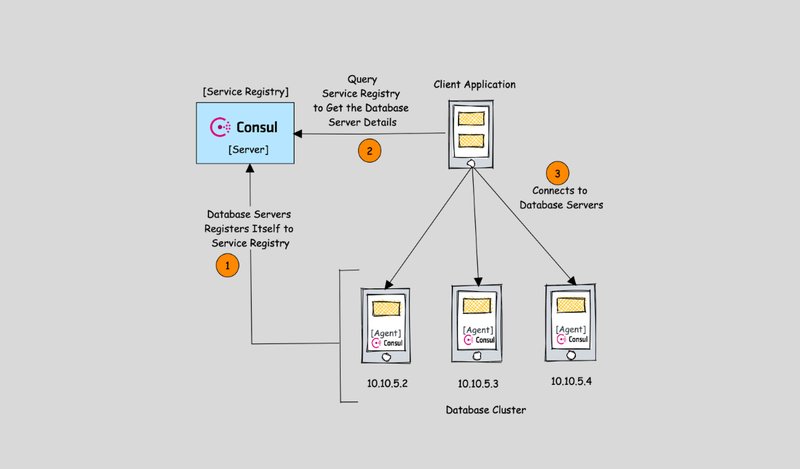 [Service Registry]
Consul
[Server]
Query
Service Registry
to Get the Database
Server Details
2
Client Application
3
Connects to
Database Servers
Database Servers
Registers Itself to
Service Registry
1
[Agent]
Consul
10.10.5.2
[Agent]
Consul
10.10.5.3
[Agent]
Consul
10.10.5.4
Database Cluster